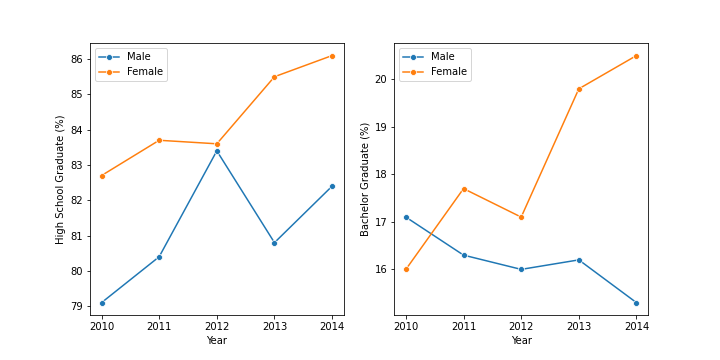 Male
Female
86
85
84
83
82
81
80
79
High School Graduate (%)
2010 2011 2012 2013 2014
Year
Male
Female
20
19
18
17
16
Bachelor Graduate (%)
2010 2011 2012 2013 2014
Year